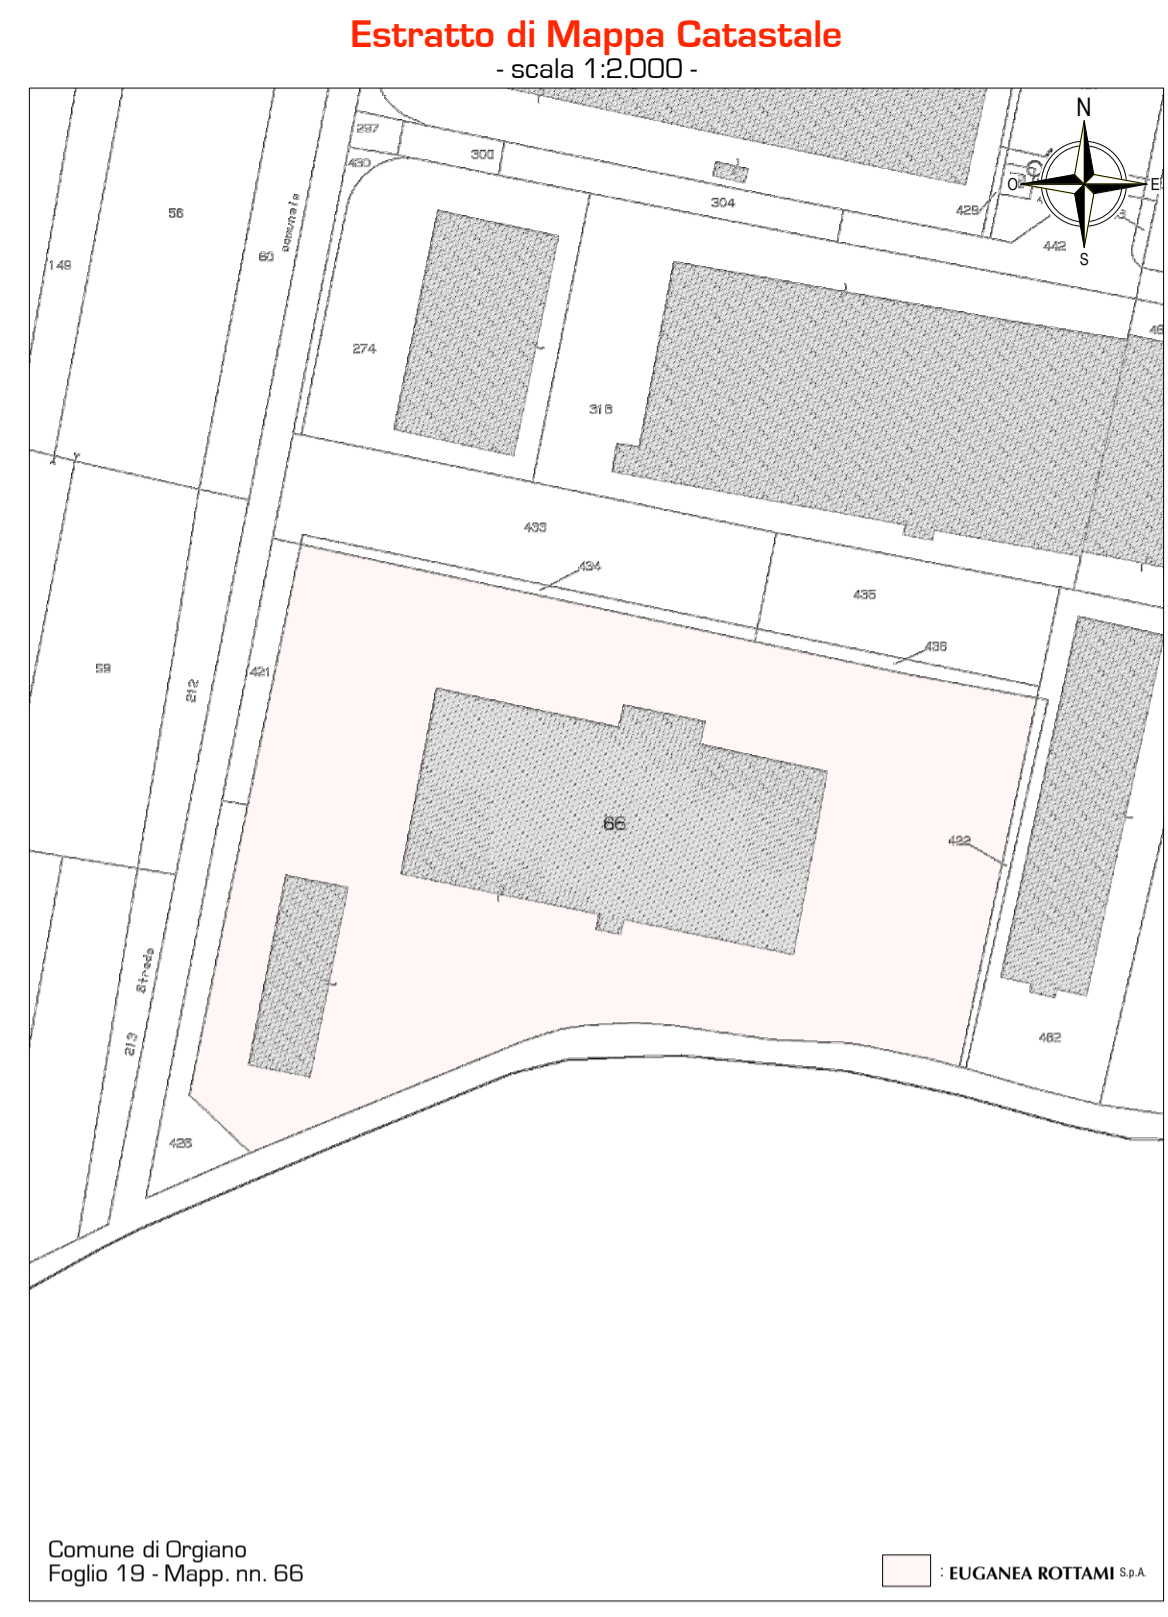 Estratto di Mappa Catastale
- scala 1:2.000 -
N
O
E
S
297
300
430
304
429
442
56
60
comunale
149
274
318
433
434
435
436
59
212
421
66
422
Strada
213
462
426
Comune di Orgiano
Foglio 19 - Mapp. nn. 66
: EUGANEA ROTTAMI S.p.A.